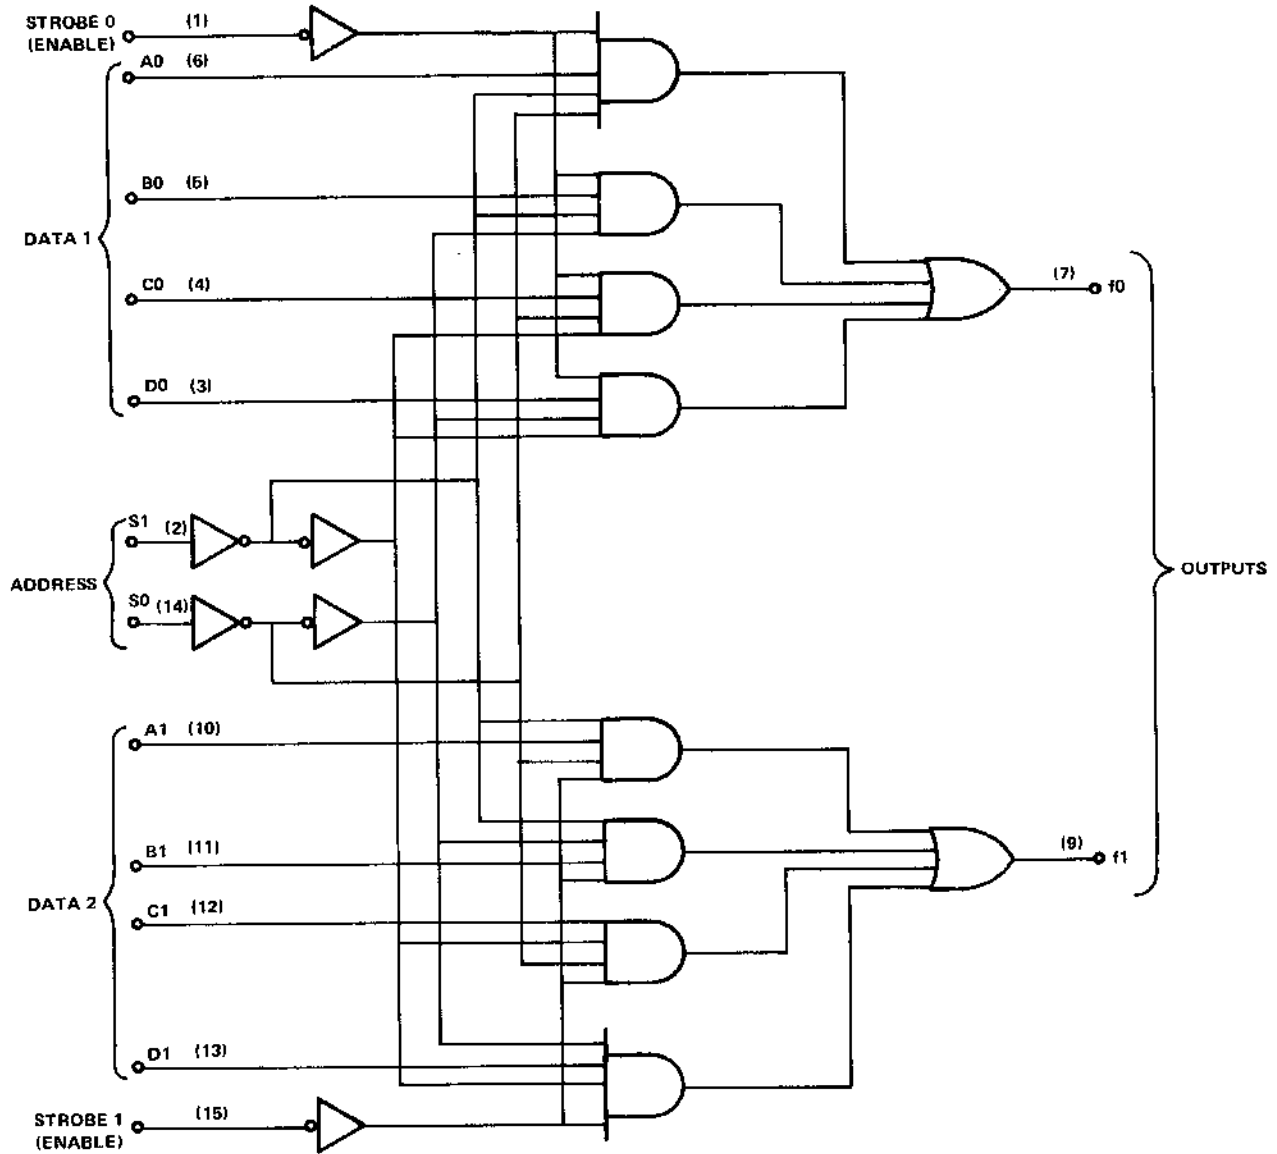 STROBE 0 (1)
(ENABLE)
A0 (6)
B0 (5)
DATA 1
C0 (4)
(7) f0
D0 (3)
S1 (2)
ADDRESS
OUTPUTS
S0 (14)
A1 (10)
B1 (11)
(9) f1
DATA 2
C1 (12)
D1 (13)
STROBE 1 (15)
(ENABLE)